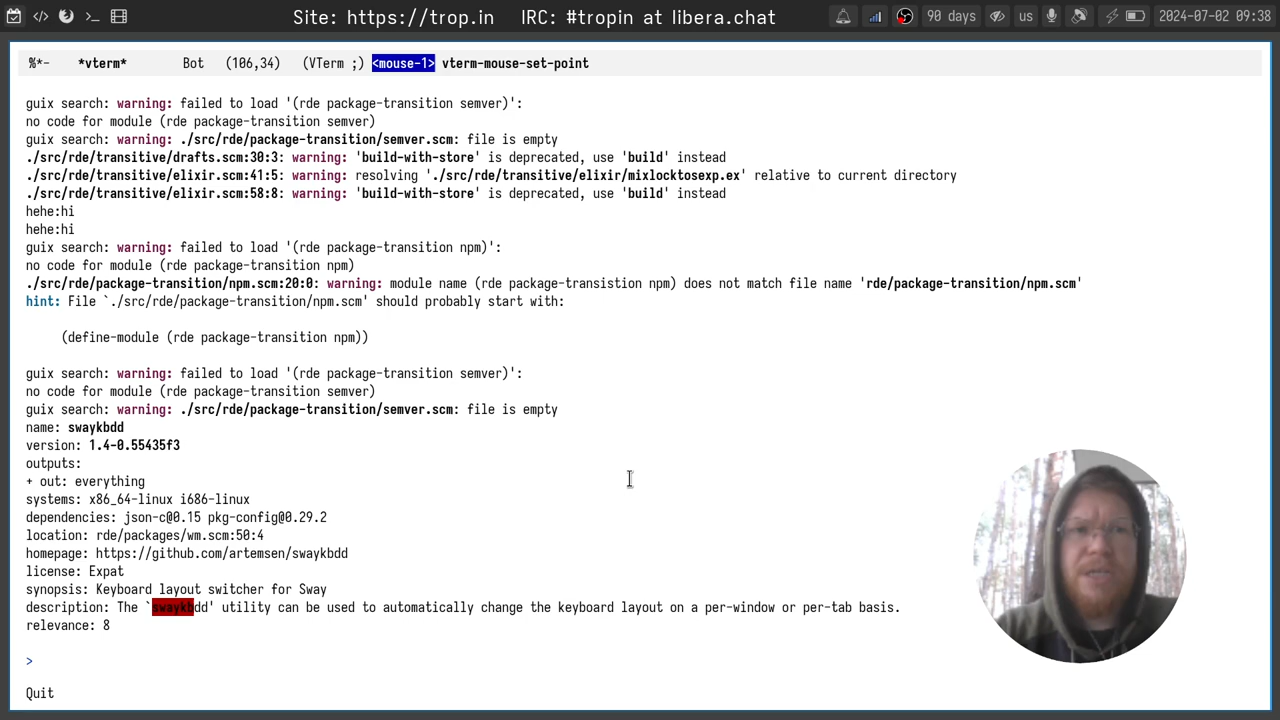 Site: https://trop.in   IRC: #tropin at libera.chat
90 days
us
2024-07-02 09:38
%*-   *vterm*   Bot   (106,34)   (VTerm ;) <mouse-1> vterm-mouse-set-point
guix search: warning: failed to load '(rde package-transition semver)':
no code for module (rde package-transition semver)
guix search: warning: ./src/rde/package-transition/semver.scm: file is empty
./src/rde/transitive/drafts.scm:30:3: warning: 'build-with-store' is deprecated, use 'build' instead
./src/rde/transitive/elixir.scm:41:5: warning: resolving './src/rde/transitive/elixir/mixlocktosexp.ex' relative to current directory
./src/rde/transitive/elixir.scm:58:8: warning: 'build-with-store' is deprecated, use 'build' instead
hehe:hi
hehe:hi
guix search: warning: failed to load '(rde package-transition npm)':
no code for module (rde package-transition npm)
./src/rde/package-transition/npm.scm:20:0: warning: module name (rde package-transistion npm) does not match file name 'rde/package-transition/npm.scm'
hint: File `./src/rde/package-transition/npm.scm' should probably start with:
(define-module (rde package-transition npm))
guix search: warning: failed to load '(rde package-transition semver)':
no code for module (rde package-transition semver)
guix search: warning: ./src/rde/package-transition/semver.scm: file is empty
name: swaykbdd
version: 1.4-0.55435f3
outputs:
+ out: everything
systems: x86_64-linux i686-linux
dependencies: json-c@0.15 pkg-config@0.29.2
location: rde/packages/wm.scm:50:4
homepage: https://github.com/artemsen/swaykbdd
license: Expat
synopsis: Keyboard layout switcher for Sway
description: The `swaykbdd' utility can be used to automatically change the keyboard layout on a per-window or per-tab basis.
relevance: 8
>
Quit